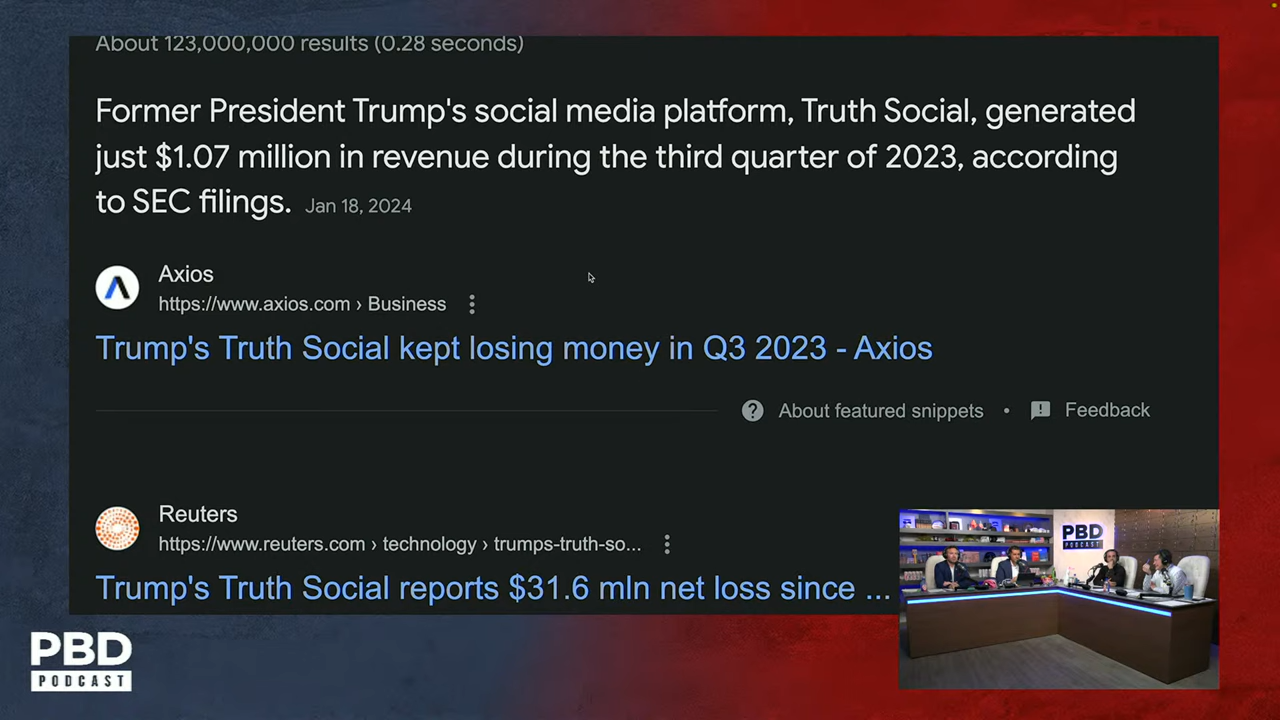 About 123,000,000 results (0.28 seconds)
Former President Trump's social media platform, Truth Social, generated
just $1.07 million in revenue during the third quarter of 2023, according
to SEC filings. Jan 18, 2024
Axios
https://www.axios.com › Business
Trump's Truth Social kept losing money in Q3 2023 - Axios
About featured snippets • Feedback
Reuters
https://www.reuters.com › technology › trumps-truth-so...
Trump's Truth Social reports $31.6 mln net loss since ...
PBD
PODCAST
PBD
PODCAST